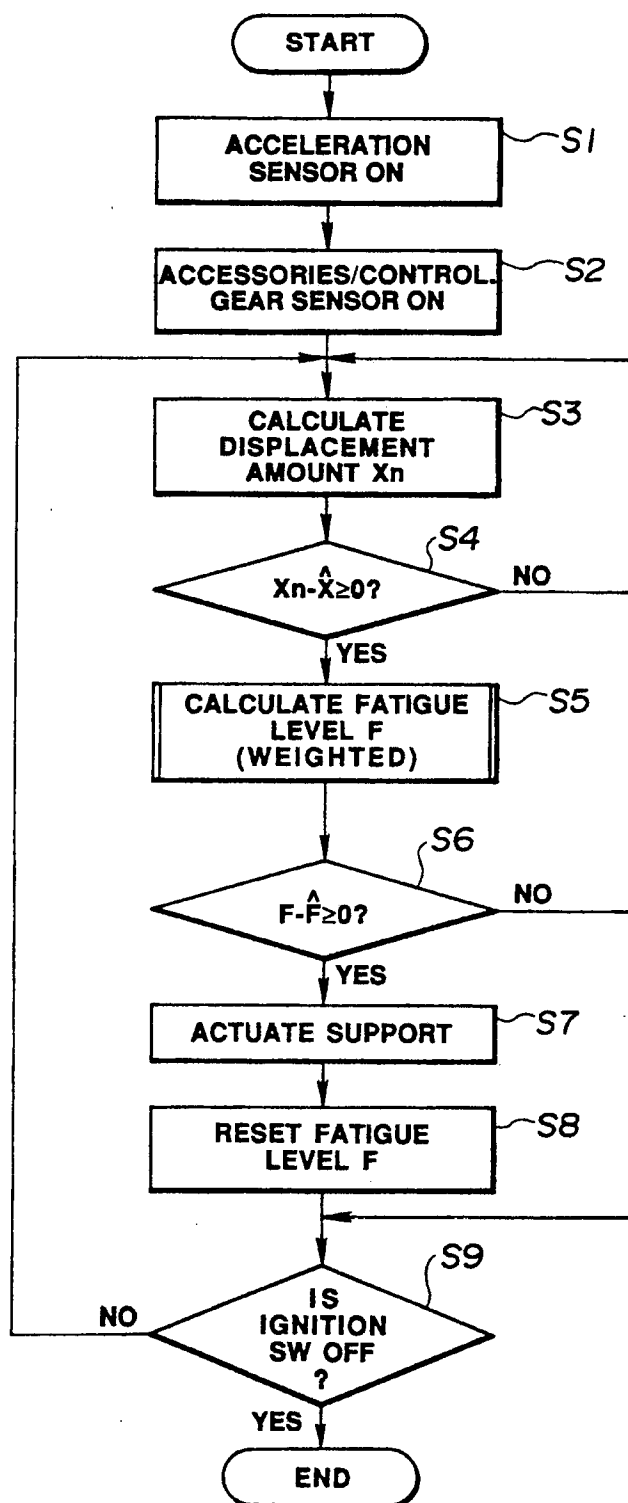 START
ACCELERATION
SENSOR ON
S1
ACCESSORIES/CONTROL.
GEAR SENSOR ON
S2
CALCULATE
DISPLACEMENT
AMOUNT Xn
S3
S4
Xn-X̂≥0?
NO
YES
CALCULATE FATIGUE
LEVEL F
(WEIGHTED)
S5
S6
F-F̂≥0?
NO
YES
ACTUATE SUPPORT
S7
RESET FATIGUE
LEVEL F
S8
S9
IS
IGNITION
SW OFF
?
NO
YES
END